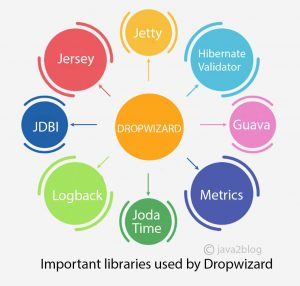 Jetty
Jersey
Hibernate
Validator
JDBI
DROPWIZARD
Guava
Logback
Metrics
Joda
Time
© java2blog
Important libraries used by Dropwizard